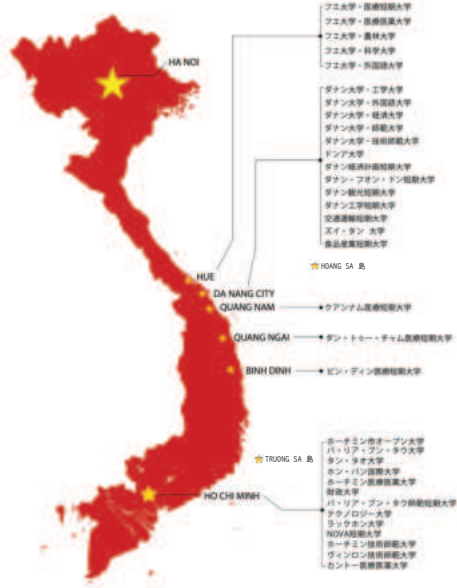 フエ大学・医療短期大学
フエ大学・医療医薬大学
フエ大学・農林大学
フエ大学・科学大学
フエ大学・外国語大学
HA NOI
ダナン大学・工学大学
ダナン大学・外国語大学
ダナン大学・経済大学
ダナン大学・師範大学
ダナン大学・技術師範大学
ドンア大学
ダナン経済計画短期大学
ダナン・フオン・ドン短期大学
ダナン観光短期大学
ダナン工学短期大学
交通運輸短期大学
ズイ・タン 大学
食品産業短期大学
HOANG SA 島
HUE
DA NANG CITY
QUANG NAM
クアンナム医療短期大学
QUANG NGAI
ダン・トゥー・チャム医療短期大学
BINH DINH
ビン・ディン医療短期大学
TRUONG SA 島
ホーチミン市オープン大学
バ・リア・ブン・タウ大学
タン・タオ大学
ホン・バン国際大学
ホーチミン医療医薬大学
財政大学
バ・リア・ブン・タウ師範短期大学
テクノロジー大学
ラックホン大学
NOVA短期大学
ホーチミン技術師範大学
ヴィンロン技術師範大学
カントー医療医薬大学
HO CHI MINH